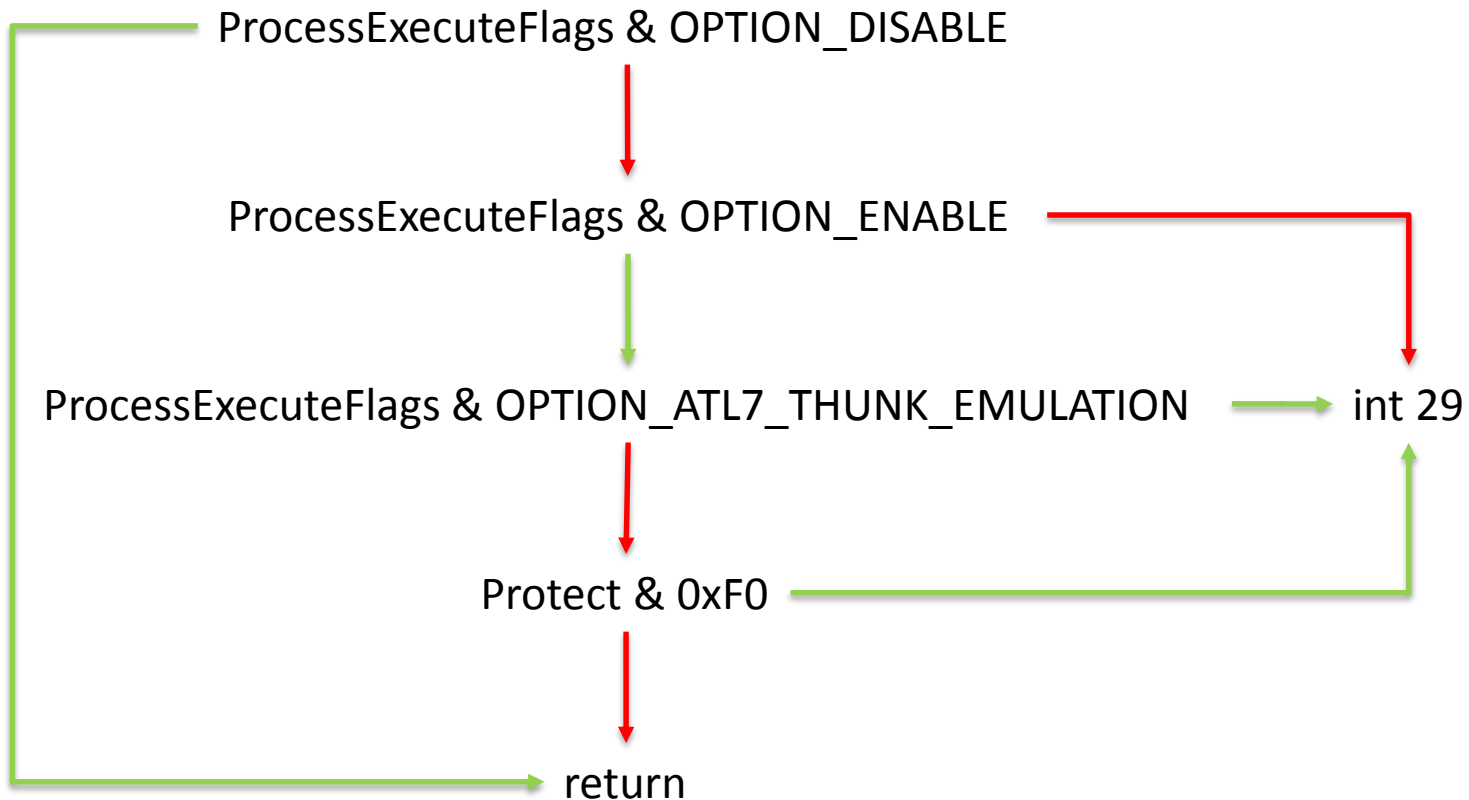 ProcessExecuteFlags & OPTION_DISABLE
ProcessExecuteFlags & OPTION_ENABLE
ProcessExecuteFlags & OPTION_ATL7_THUNK_EMULATION
int 29
Protect & 0xF0
return